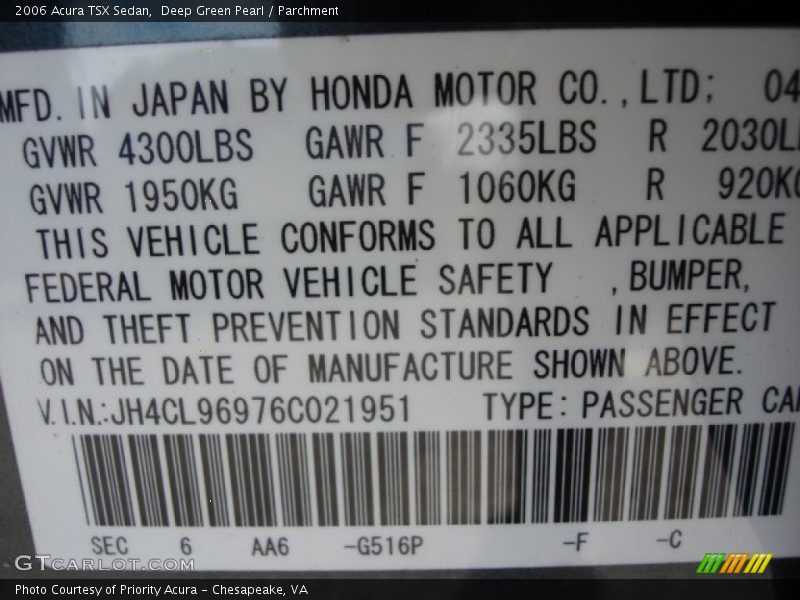 2006 Acura TSX Sedan, Deep Green Pearl / Parchment
MFD. IN JAPAN BY HONDA MOTOR CO.,LTD; 04
GVWR 4300LBS GAWR F 2335LBS R 2030L
GVWR 1950KG GAWR F 1060KG R 920KG
THIS VEHICLE CONFORMS TO ALL APPLICABLE
FEDERAL MOTOR VEHICLE SAFETY ,BUMPER,
AND THEFT PREVENTION STANDARDS IN EFFECT
ON THE DATE OF MANUFACTURE SHOWN ABOVE.
V.I.N.:JH4CL96976C021951 TYPE: PASSENGER CA
SEC 6 AA6 -G516P -F -C
GTCARLOT.COM
Photo Courtesy of Priority Acura - Chesapeake, VA